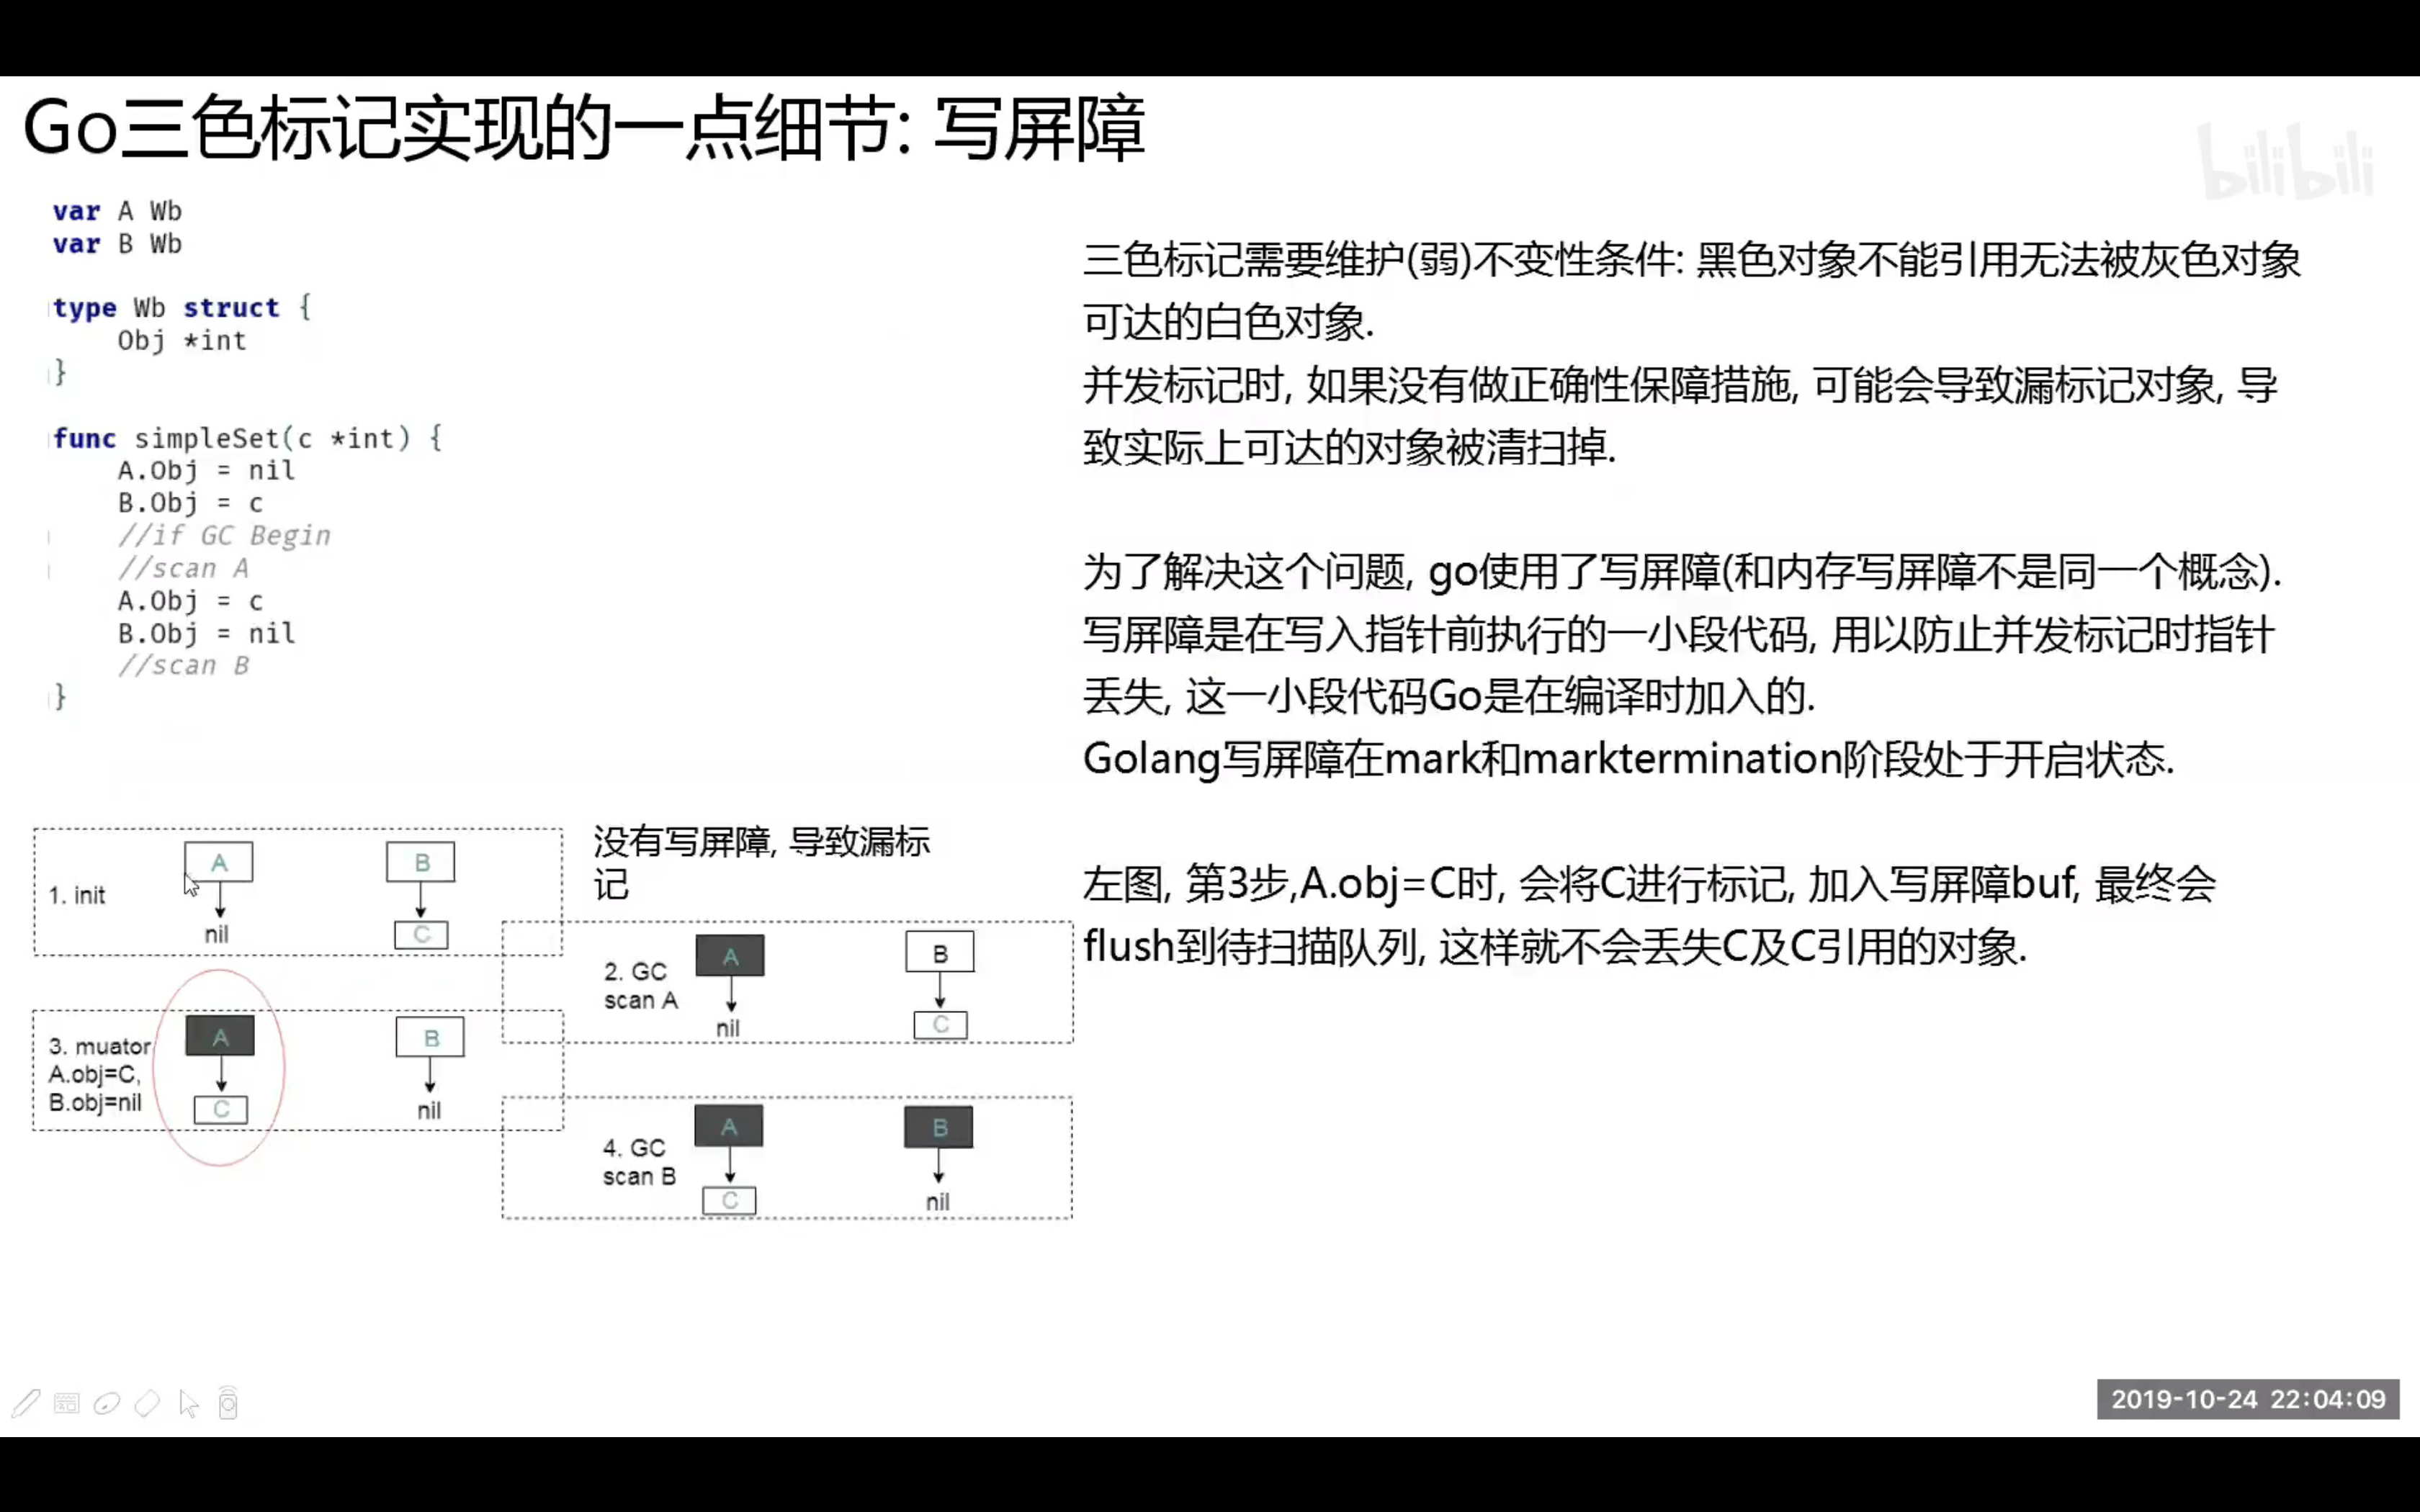 Go三色标记实现的一点细节: 写屏障
bilibili
var A Wb
var B Wb
type Wb struct {
Obj *int
}
func simpleSet(c *int) {
A.Obj = nil
B.Obj = c
//if GC Begin
//scan A
A.Obj = c
B.Obj = nil
//scan B
}
三色标记需要维护(弱)不变性条件: 黑色对象不能引用无法被灰色对象
可达的白色对象.
并发标记时, 如果没有做正确性保障措施, 可能会导致漏标记对象, 导
致实际上可达的对象被清扫掉.
为了解决这个问题, go使用了写屏障(和内存写屏障不是同一个概念).
写屏障是在写入指针前执行的一小段代码, 用以防止并发标记时指针
丢失, 这一小段代码Go是在编译时加入的.
Golang写屏障在mark和marktermination阶段处于开启状态.
左图, 第3步,A.obj=C时, 会将C进行标记, 加入写屏障buf, 最终会
flush到待扫描队列, 这样就不会丢失C及C引用的对象.
没有写屏障, 导致漏标
记
1. init
A
B
nil
C
2. GC
scan A
A
B
nil
C
3. muator
A.obj=C,
B.obj=nil
A
B
C
nil
4. GC
scan B
A
B
C
nil
2019-10-24 22:04:09